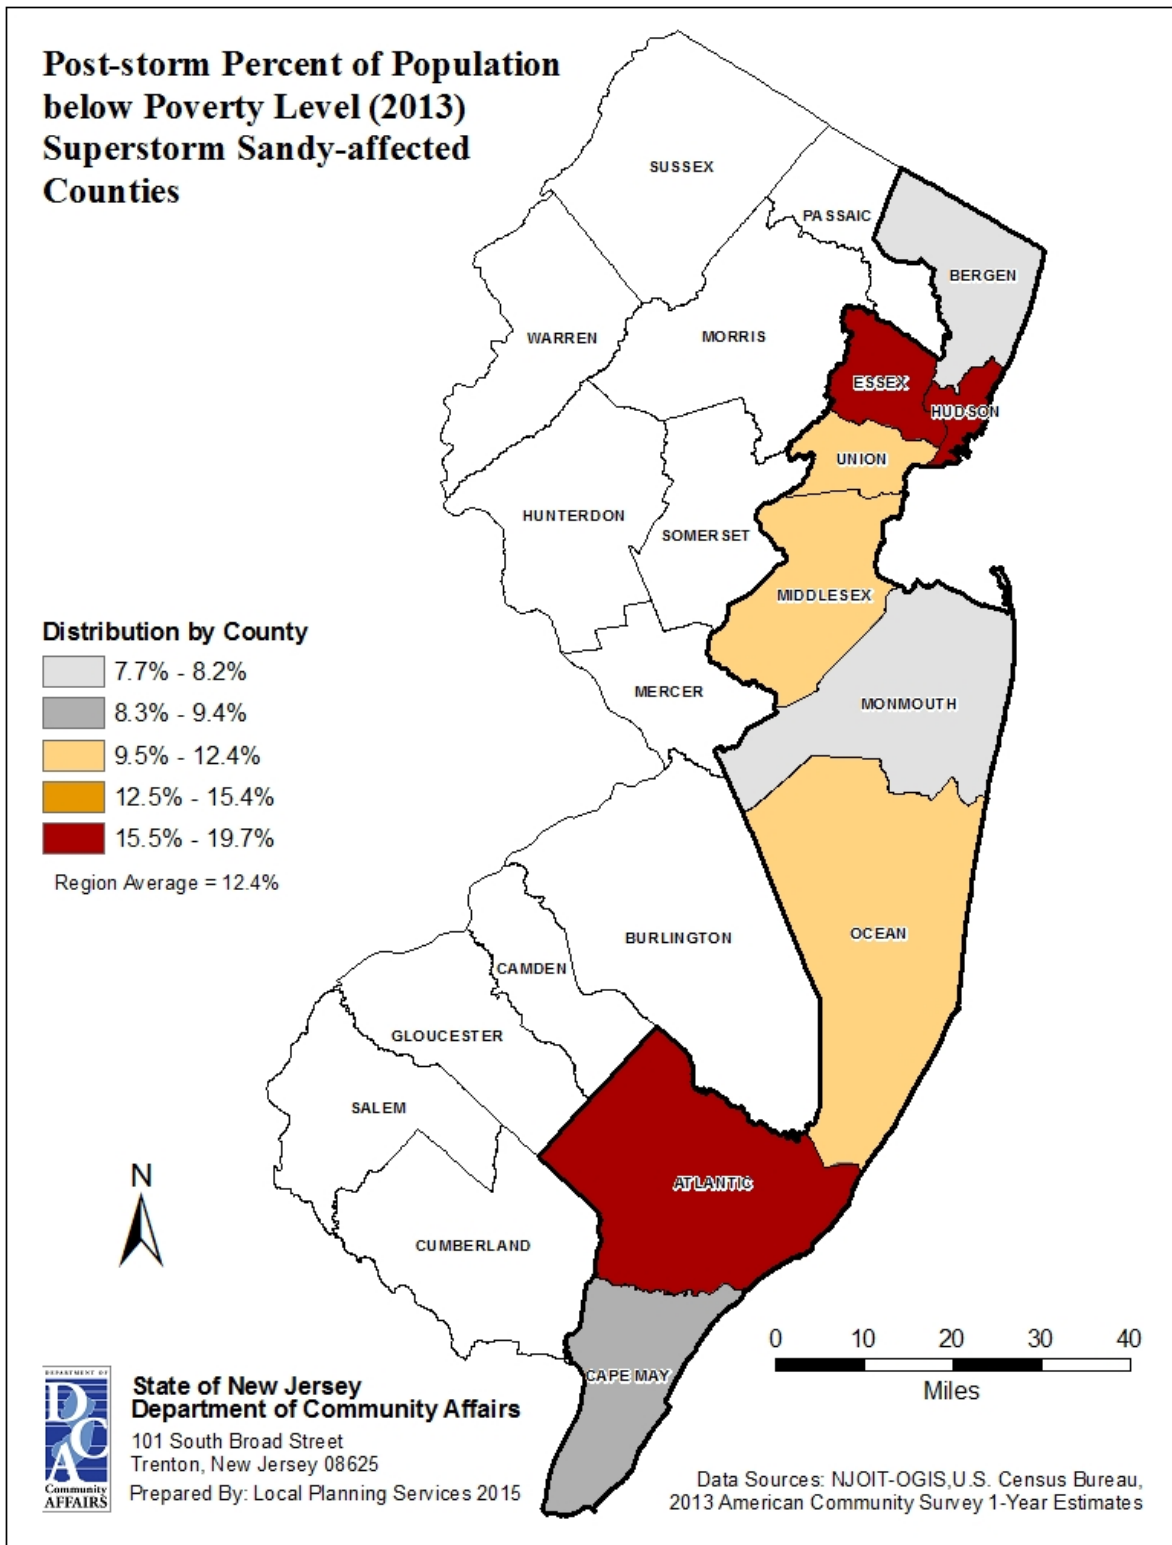 Post-storm Percent of Population
below Poverty Level (2013)
Superstorm Sandy-affected
Counties
SUSSEX
PASSAIC
BERGEN
WARREN
MORRIS
ESSEX
HUDSON
UNION
HUNTERDON
SOMERSET
MIDDLESEX
MERCER
MONMOUTH
OCEAN
BURLINGTON
CAMDEN
GLOUCESTER
SALEM
ATLANTIC
CUMBERLAND
CAPE MAY
Distribution by County
7.7% - 8.2%
8.3% - 9.4%
9.5% - 12.4%
12.5% - 15.4%
15.5% - 19.7%
Region Average = 12.4%
N
0 10 20 30 40
Miles
DEPARTMENT OF
DCA
Community
AFFAIRS
State of New Jersey
Department of Community Affairs
101 South Broad Street
Trenton, New Jersey 08625
Prepared By: Local Planning Services 2015
Data Sources: NJOIT-OGIS,U.S. Census Bureau,
2013 American Community Survey 1-Year Estimates